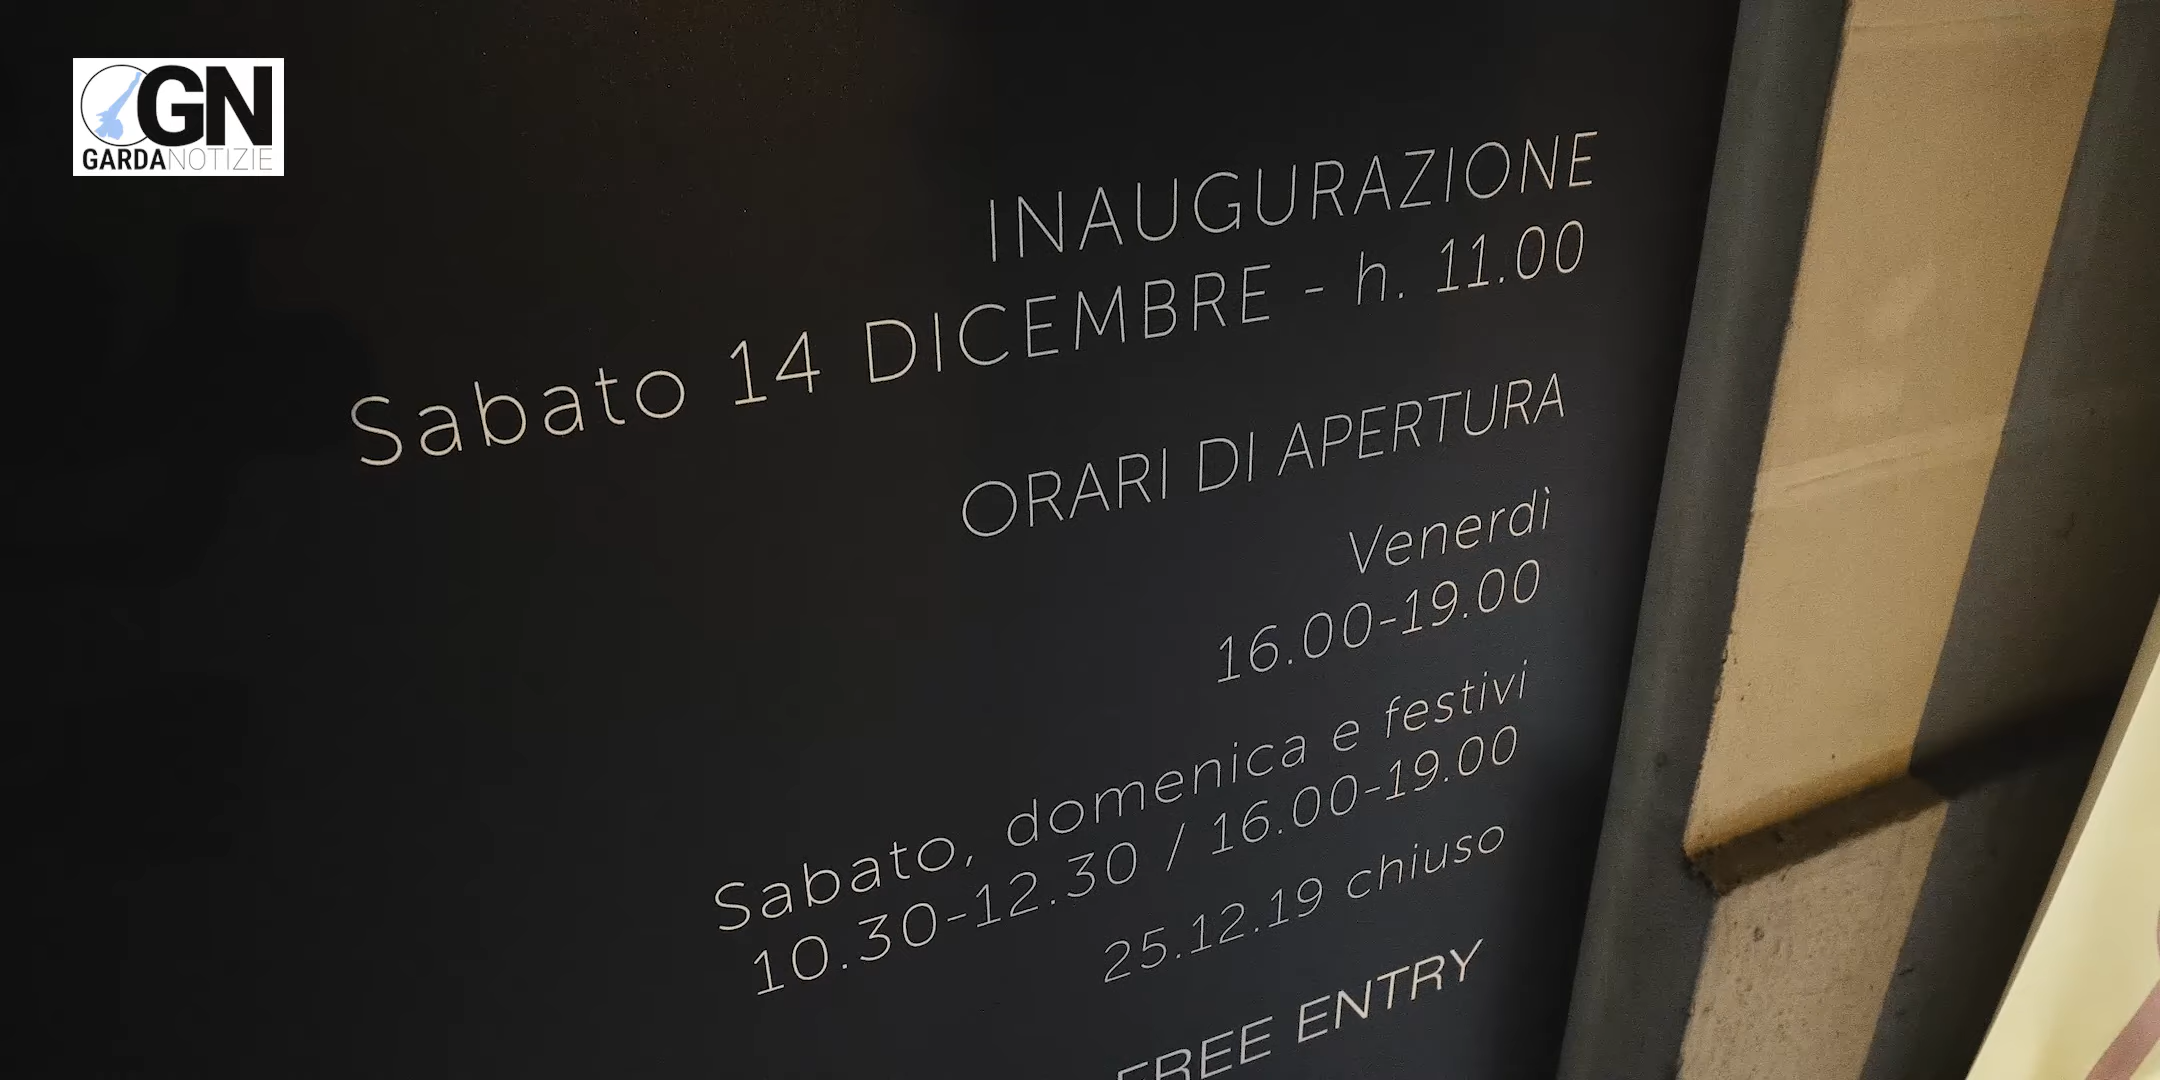 GN
GARDANOTIZIE
INAUGURAZIONE
Sabato 14 DICEMBRE - h. 11.00
ORARI DI APERTURA
Venerdì
16.00-19.00
Sabato, domenica e festivi
10.30-12.30 / 16.00-19.00
25.12.19 chiuso
FREE ENTRY